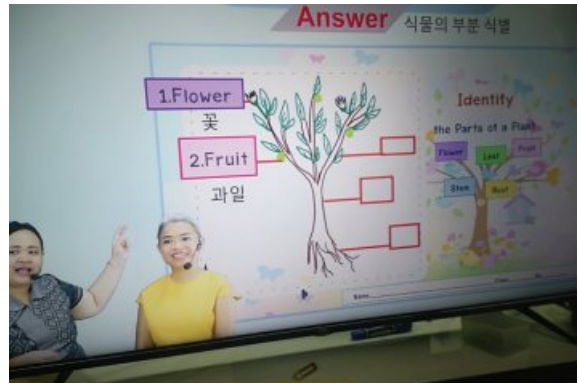 Answer 식물의 부분 식별
1.Flower
꽃
2.Fruit
과일
Identify
the Parts of a Plant
Flower
Leaf
Fruit
Stem
Root
Name